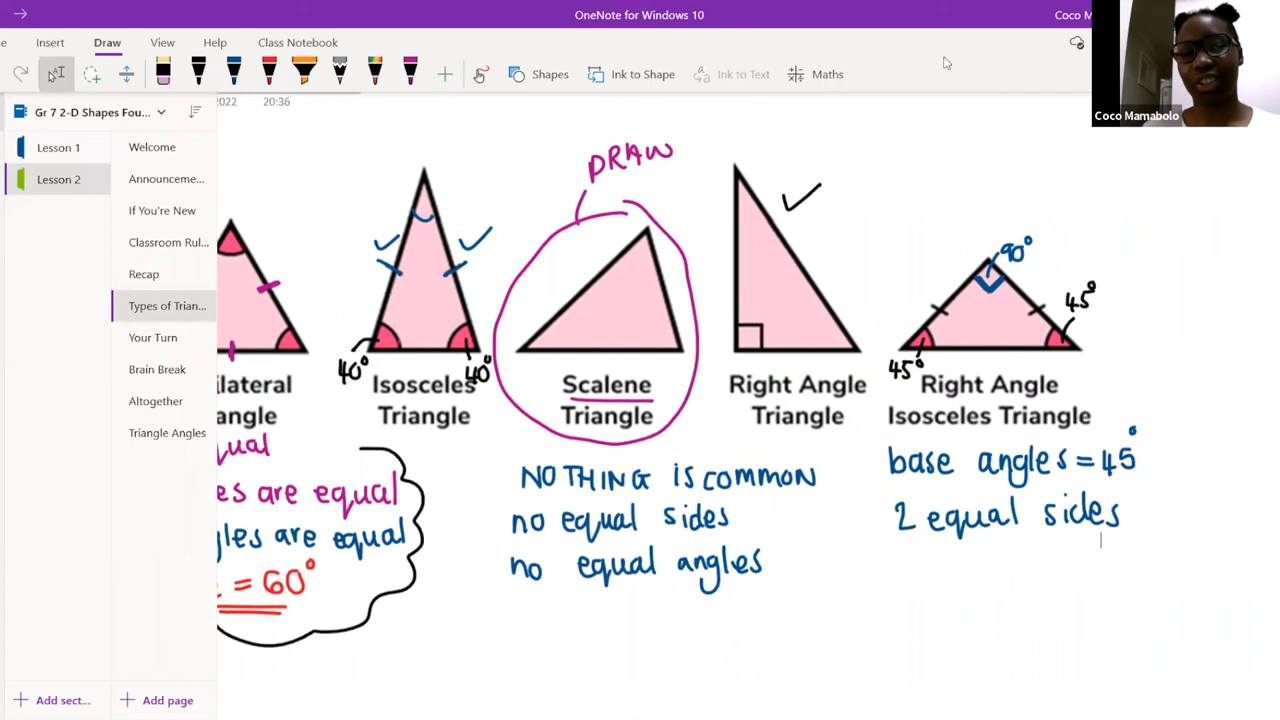 OneNote for Windows 10
Coco M
Insert
Draw
View
Help
Class Notebook
Shapes
Ink to Shape
Ink to Text
Maths
Gr 7 2-D Shapes Fou...
2022
20:36
Coco Mamabolo
Lesson 1
Lesson 2
Welcome
Announceme...
If You're New
Classroom Rul...
Recap
Types of Trian...
Your Turn
Brain Break
Altogether
Triangle Angles
Add sect...
Add page
DRAW
90°
45°
45°
40°
40°
ilateral
angle
Isosceles
Triangle
Scalene
Triangle
Right Angle
Triangle
Right Angle
Isosceles Triangle
qual
es are equal
gles are equal
= 60°
NOTHING IS COMMON
no equal sides
no equal angles
base angles = 45°
2 equal sides